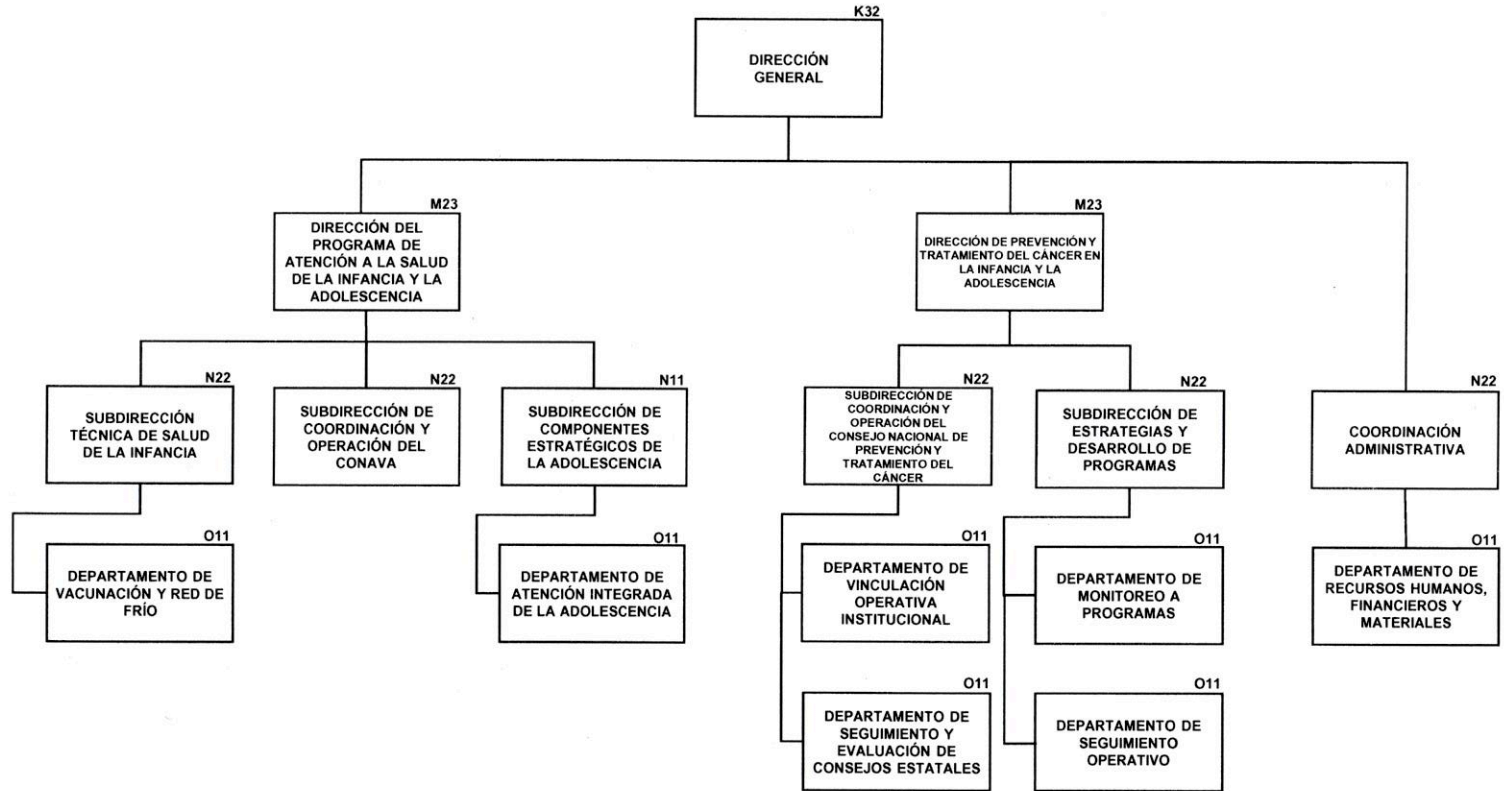 K32
DIRECCIÓN
GENERAL
M23
DIRECCIÓN DEL
PROGRAMA DE
ATENCIÓN A LA SALUD
DE LA INFANCIA Y LA
ADOLESCENCIA
M23
DIRECCIÓN DE PREVENCIÓN Y
TRATAMIENTO DEL CÁNCER EN
LA INFANCIA Y LA
ADOLESCENCIA
N22
SUBDIRECCIÓN
TÉCNICA DE SALUD
DE LA INFANCIA
N22
SUBDIRECCIÓN DE
COORDINACIÓN Y
OPERACIÓN DEL
CONAVA
N11
SUBDIRECCIÓN DE
COMPONENTES
ESTRATÉGICOS DE
LA ADOLESCENCIA
N22
SUBDIRECCIÓN DE
COORDINACIÓN Y
OPERACIÓN DEL
CONSEJO NACIONAL DE
PREVENCIÓN Y
TRATAMIENTO DEL
CÁNCER
N22
SUBDIRECCIÓN DE
ESTRATEGIAS Y
DESARROLLO DE
PROGRAMAS
N22
COORDINACIÓN
ADMINISTRATIVA
O11
DEPARTAMENTO DE
VACUNACIÓN Y RED DE
FRÍO
O11
DEPARTAMENTO DE
ATENCIÓN INTEGRADA
DE LA ADOLESCENCIA
O11
DEPARTAMENTO DE
VINCULACIÓN
OPERATIVA
INSTITUCIONAL
O11
DEPARTAMENTO DE
MONITOREO A
PROGRAMAS
O11
DEPARTAMENTO DE
RECURSOS HUMANOS,
FINANCIEROS Y
MATERIALES
O11
DEPARTAMENTO DE
SEGUIMIENTO Y
EVALUACIÓN DE
CONSEJOS ESTATALES
O11
DEPARTAMENTO DE
SEGUIMIENTO
OPERATIVO